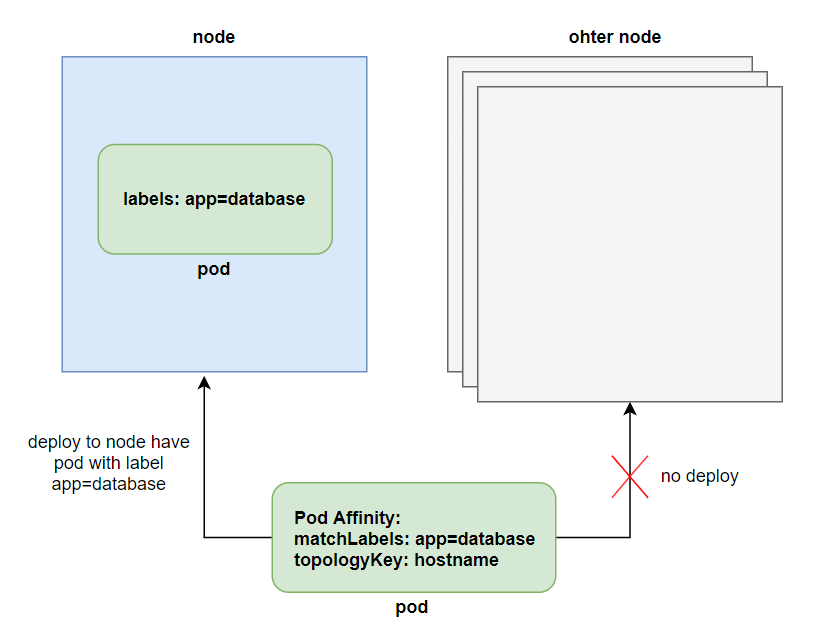 node
ohter node
labels: app=database
pod
deploy to node have
pod with label
app=database
no deploy
Pod Affinity:
matchLabels: app=database
topologyKey: hostname
pod